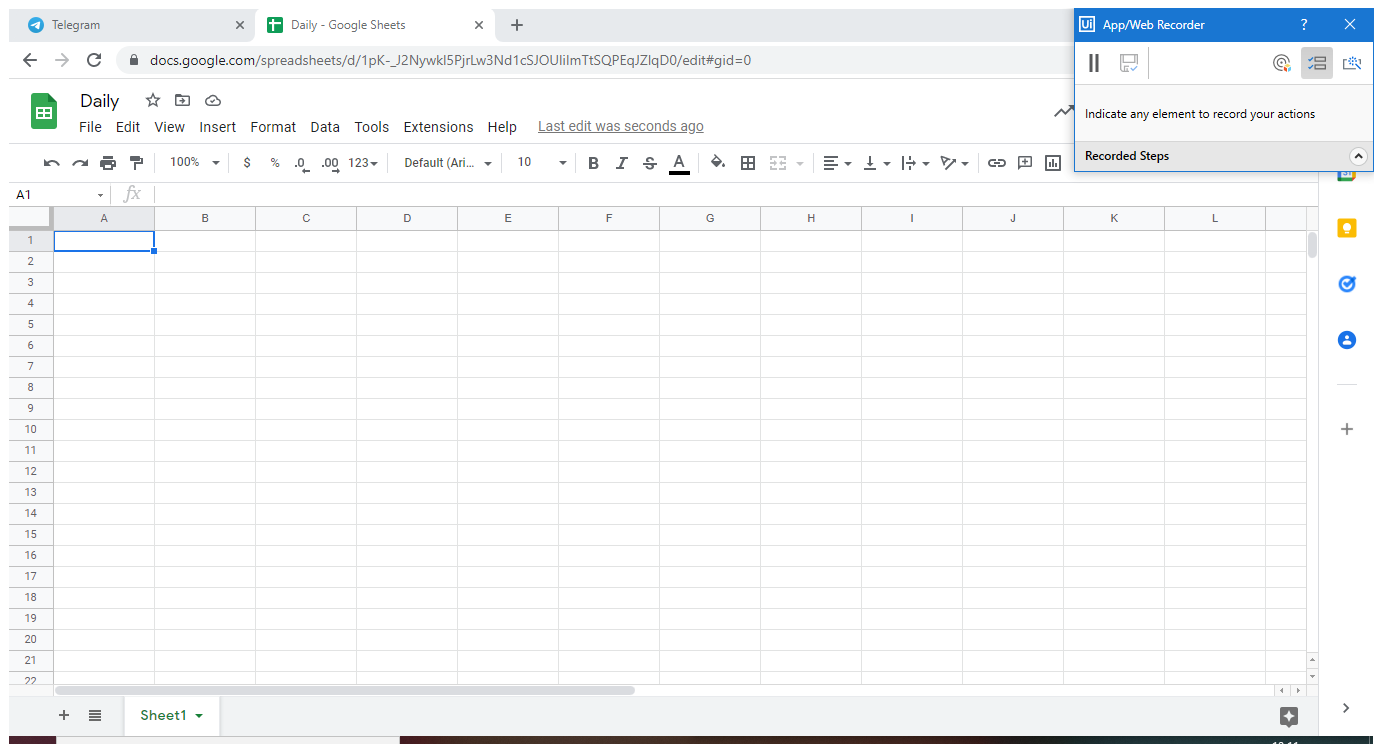 Telegram
Daily - Google Sheets
Ui App/Web Recorder ?
docs.google.com/spreadsheets/d/1pK-_J2NywkI5PjrLw3Nd1cSJOUIiImTtSQPEqJZIqD0/edit#gid=0
Daily
File Edit View Insert Format Data Tools Extensions Help Last edit was seconds ago
Indicate any element to record your actions
Recorded Steps
100% $ % .0 .00 123 Default (Ari... 10 B I S A
A1 fx
A B C D E F G H I J K L
1
2
3
4
5
6
7
8
9
10
11
12
13
14
15
16
17
18
19
20
21
22
Sheet1